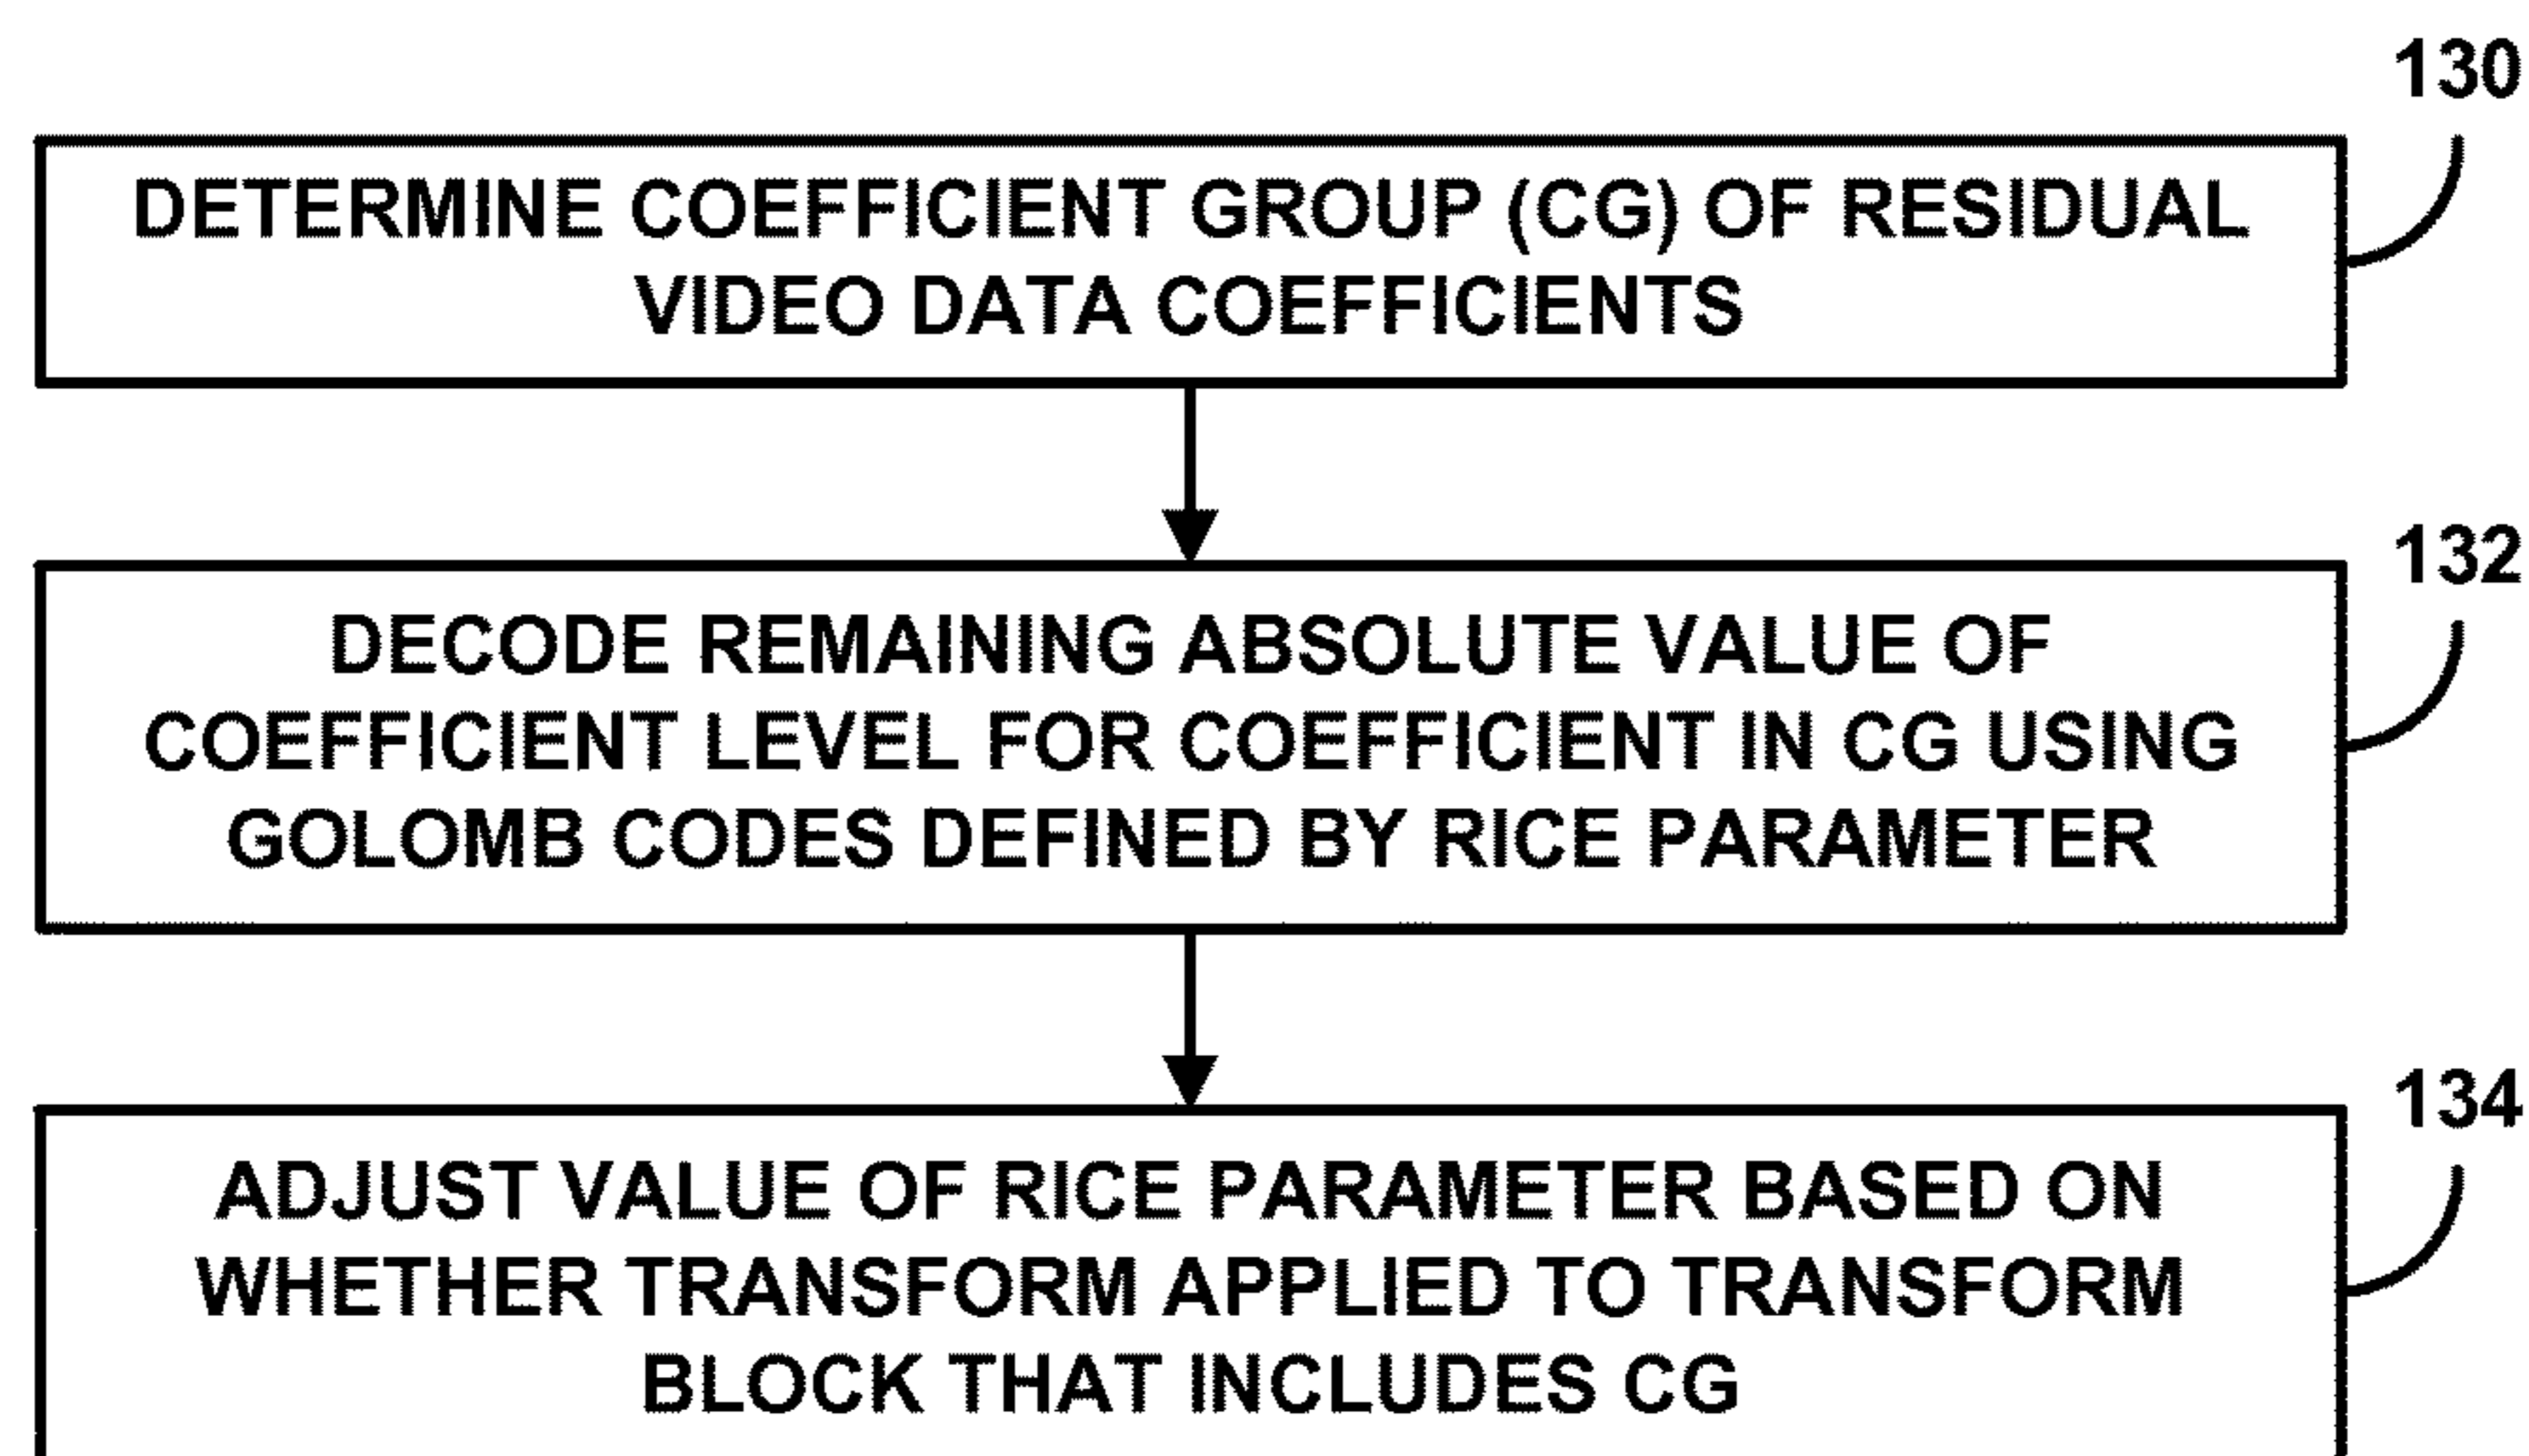 130
DETERMINE COEFFICIENT GROUP (CG) OF RESIDUAL
VIDEO DATA COEFFICIENTS
132
DECODE REMAINING ABSOLUTE VALUE OF
COEFFICIENT LEVEL FOR COEFFICIENT IN CG USING
GOLOMB CODES DEFINED BY RICE PARAMETER
134
ADJUST VALUE OF RICE PARAMETER BASED ON
WHETHER TRANSFORM APPLIED TO TRANSFORM
BLOCK THAT INCLUDES CG